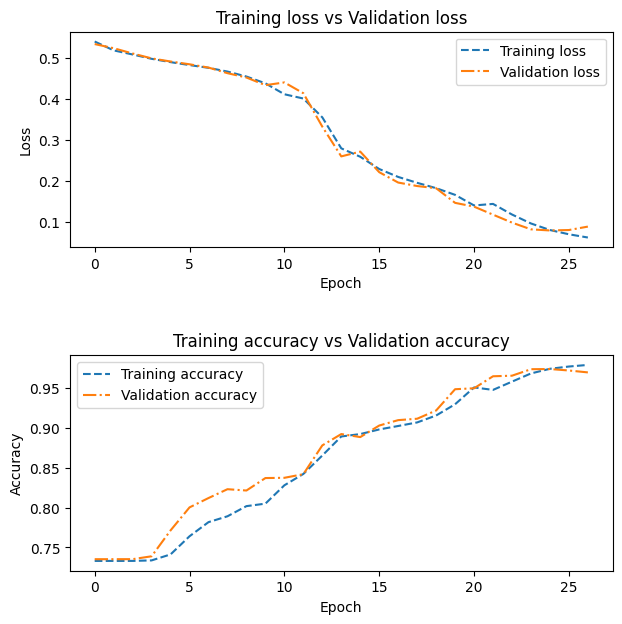 Training loss vs Validation loss
0.5
0.4
0.3
0.2
0.1
Loss
Training loss
Validation loss
0 5 10 15 20 25
Epoch
Training accuracy vs Validation accuracy
0.95
0.90
0.85
0.80
0.75
Accuracy
Training accuracy
Validation accuracy
0 5 10 15 20 25
Epoch